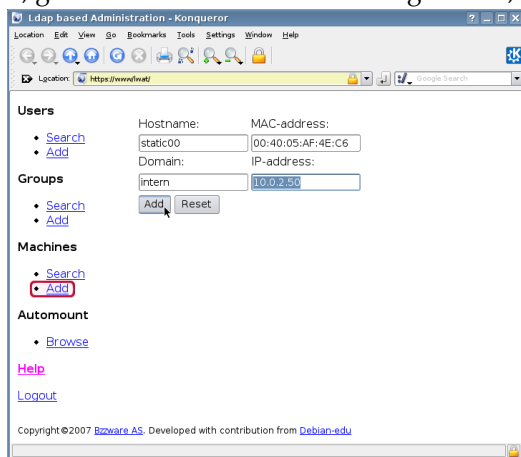 Ldap based Administration - Konqueror
Location Edit View Go Bookmarks Tools Settings Window Help
Location: https://www/lwat/ Google Search
Users
Search
Add
Groups
Search
Add
Machines
Search
Add
Automount
Browse
Help
Logout
Hostname: MAC-address:
static00 00:40:05:AF:4E:C6
Domain: IP-address:
intern 10.0.2.50
Add Reset
Copyright©2007 Bzzware AS. Developed with contribution from Debian-edu